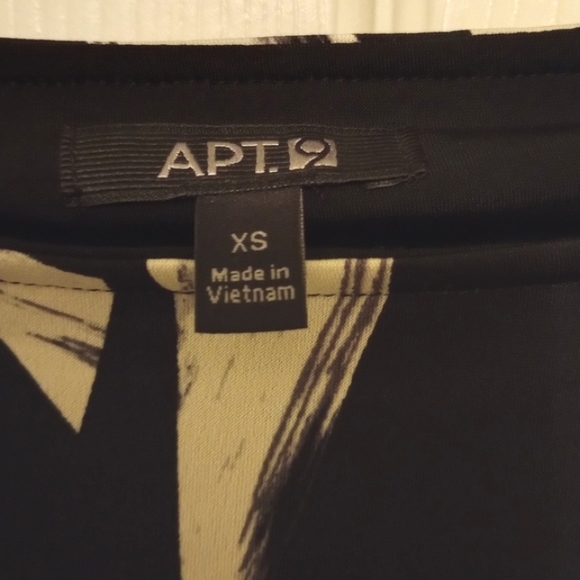 APT. 9
XS
Made in
Vietnam